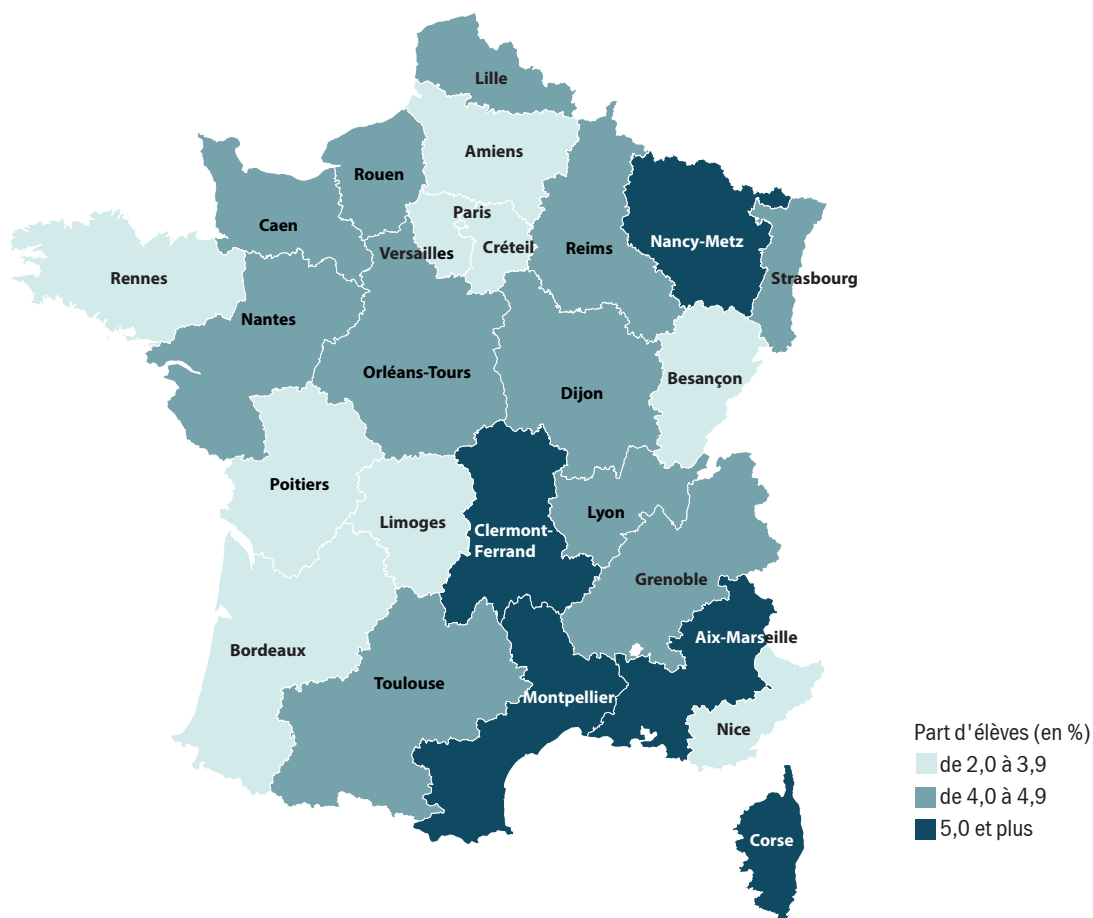 Lille
Amiens
Rouen
Paris
Caen
Versailles
Créteil
Reims
Nancy-Metz
Strasbourg
Rennes
Nantes
Orléans-Tours
Dijon
Besançon
Poitiers
Limoges
Clermont-
Ferrand
Lyon
Grenoble
Bordeaux
Toulouse
Montpellier
Aix-Marseille
Nice
Corse
Part d'élèves (en %)
de 2,0 à 3,9
de 4,0 à 4,9
5,0 et plus